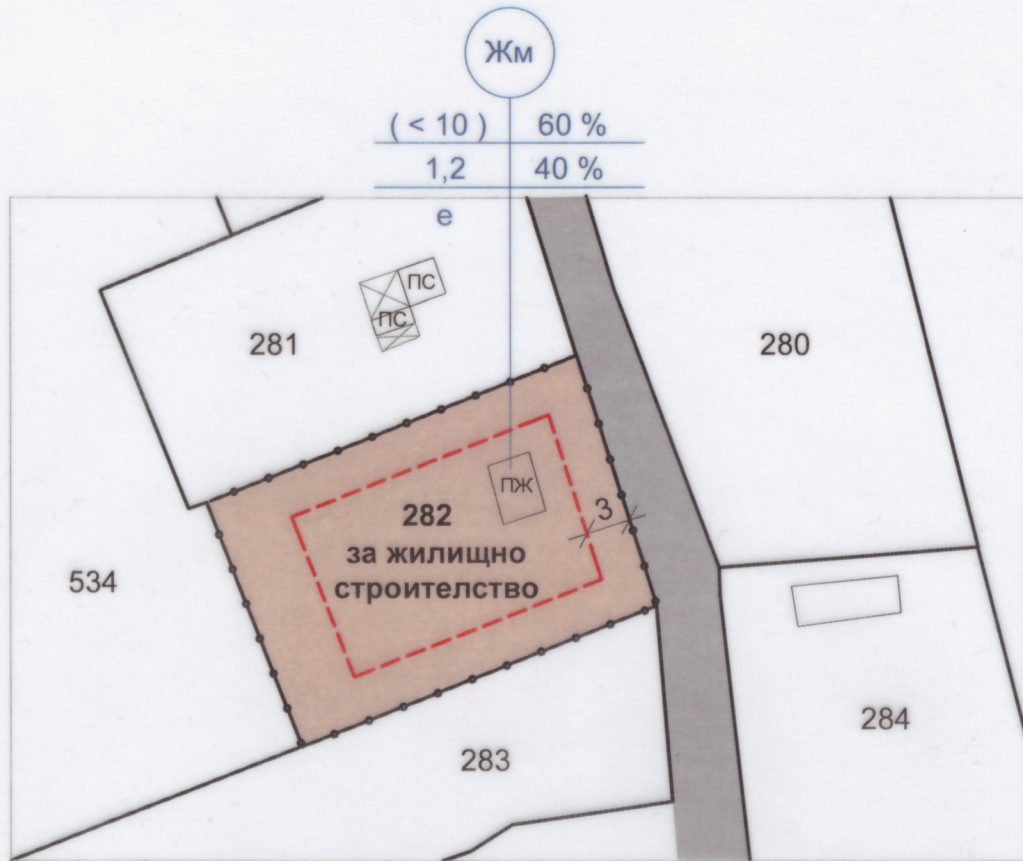 Жм
( < 10 ) 60 %
1,2 40 %
е
ПС
ПС
281
280
ПЖ
282
за жилищно
строителство
3
534
284
283